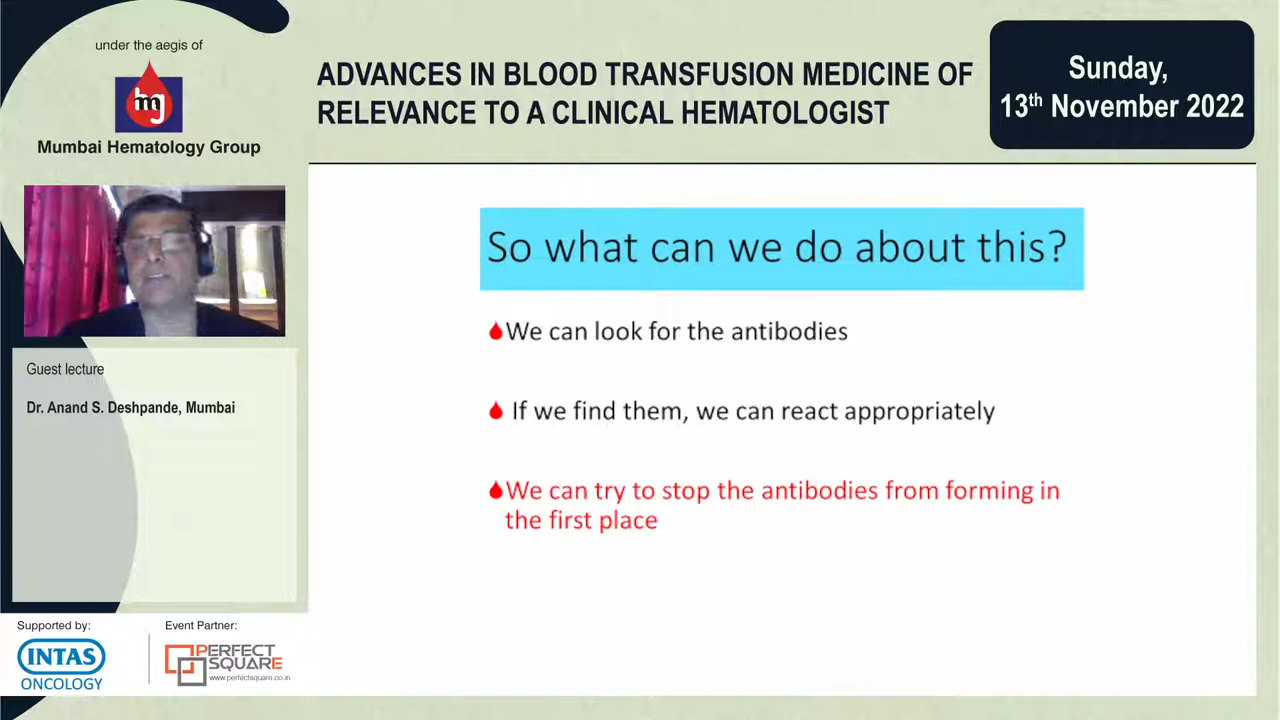 under the aegis of
mg
Mumbai Hematology Group
ADVANCES IN BLOOD TRANSFUSION MEDICINE OF
RELEVANCE TO A CLINICAL HEMATOLOGIST
Sunday,
13th November 2022
Guest lecture
Dr. Anand S. Deshpande, Mumbai
So what can we do about this?
We can look for the antibodies
If we find them, we can react appropriately
We can try to stop the antibodies from forming in
the first place
Supported by:
INTAS
ONCOLOGY
Event Partner:
PERFECT
SQUARE
www.perfectsquare.co.in